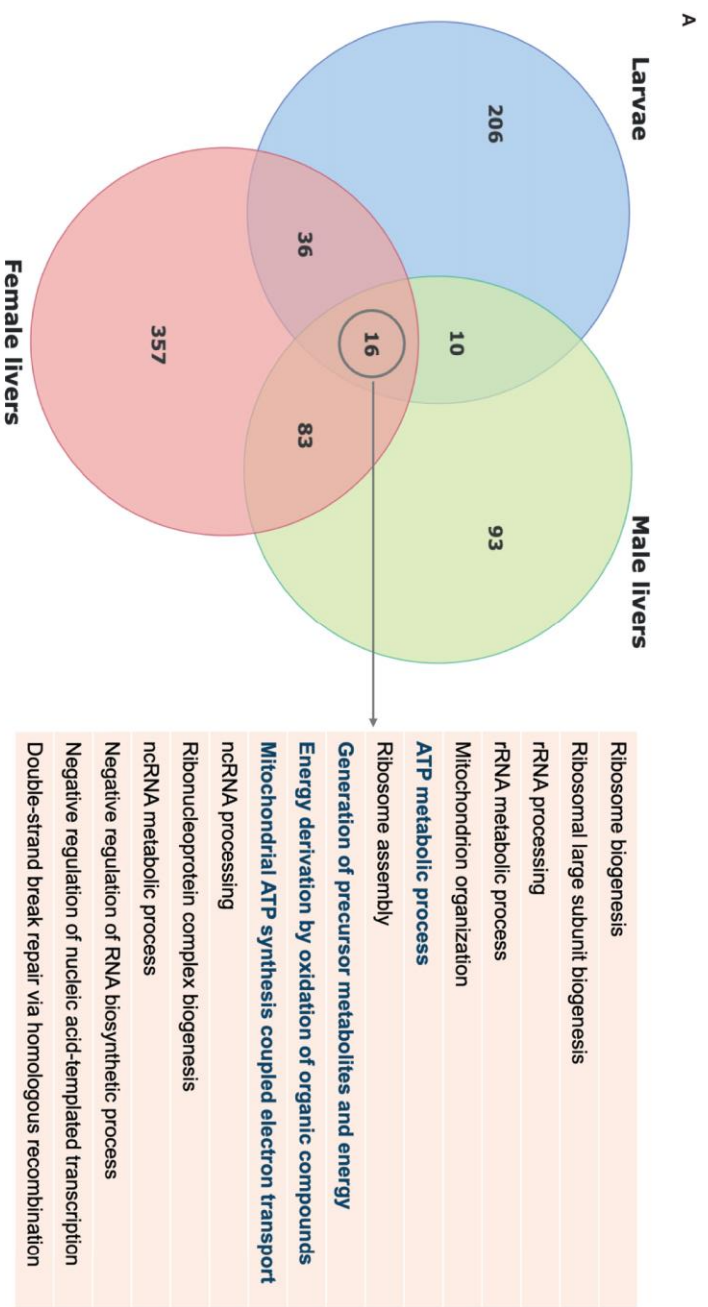 A
Larvae
Male livers
206
10
93
36
16
83
357
Female livers
Ribosome biogenesis
Ribosomal large subunit biogenesis
rRNA processing
rRNA metabolic process
Mitochondrion organization
ATP metabolic process
Ribosome assembly
Generation of precursor metabolites and energy
Energy derivation by oxidation of organic compounds
Mitochondrial ATP synthesis coupled electron transport
ncRNA processing
Ribonucleoprotein complex biogenesis
ncRNA metabolic process
Negative regulation of RNA biosynthetic process
Negative regulation of nucleic acid-templated transcription
Double-strand break repair via homologous recombination